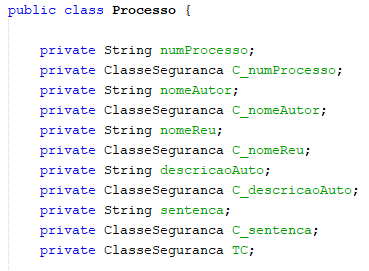 public class Processo {
private String numProcesso;
private ClasseSeguranca C_numProcesso;
private String nomeAutor;
private ClasseSeguranca C_nomeAutor;
private String nomeReu;
private ClasseSeguranca C_nomeReu;
private String descricaoAuto;
private ClasseSeguranca C_descricaoAuto;
private String sentenca;
private ClasseSeguranca C_sentenca;
private ClasseSeguranca TC;